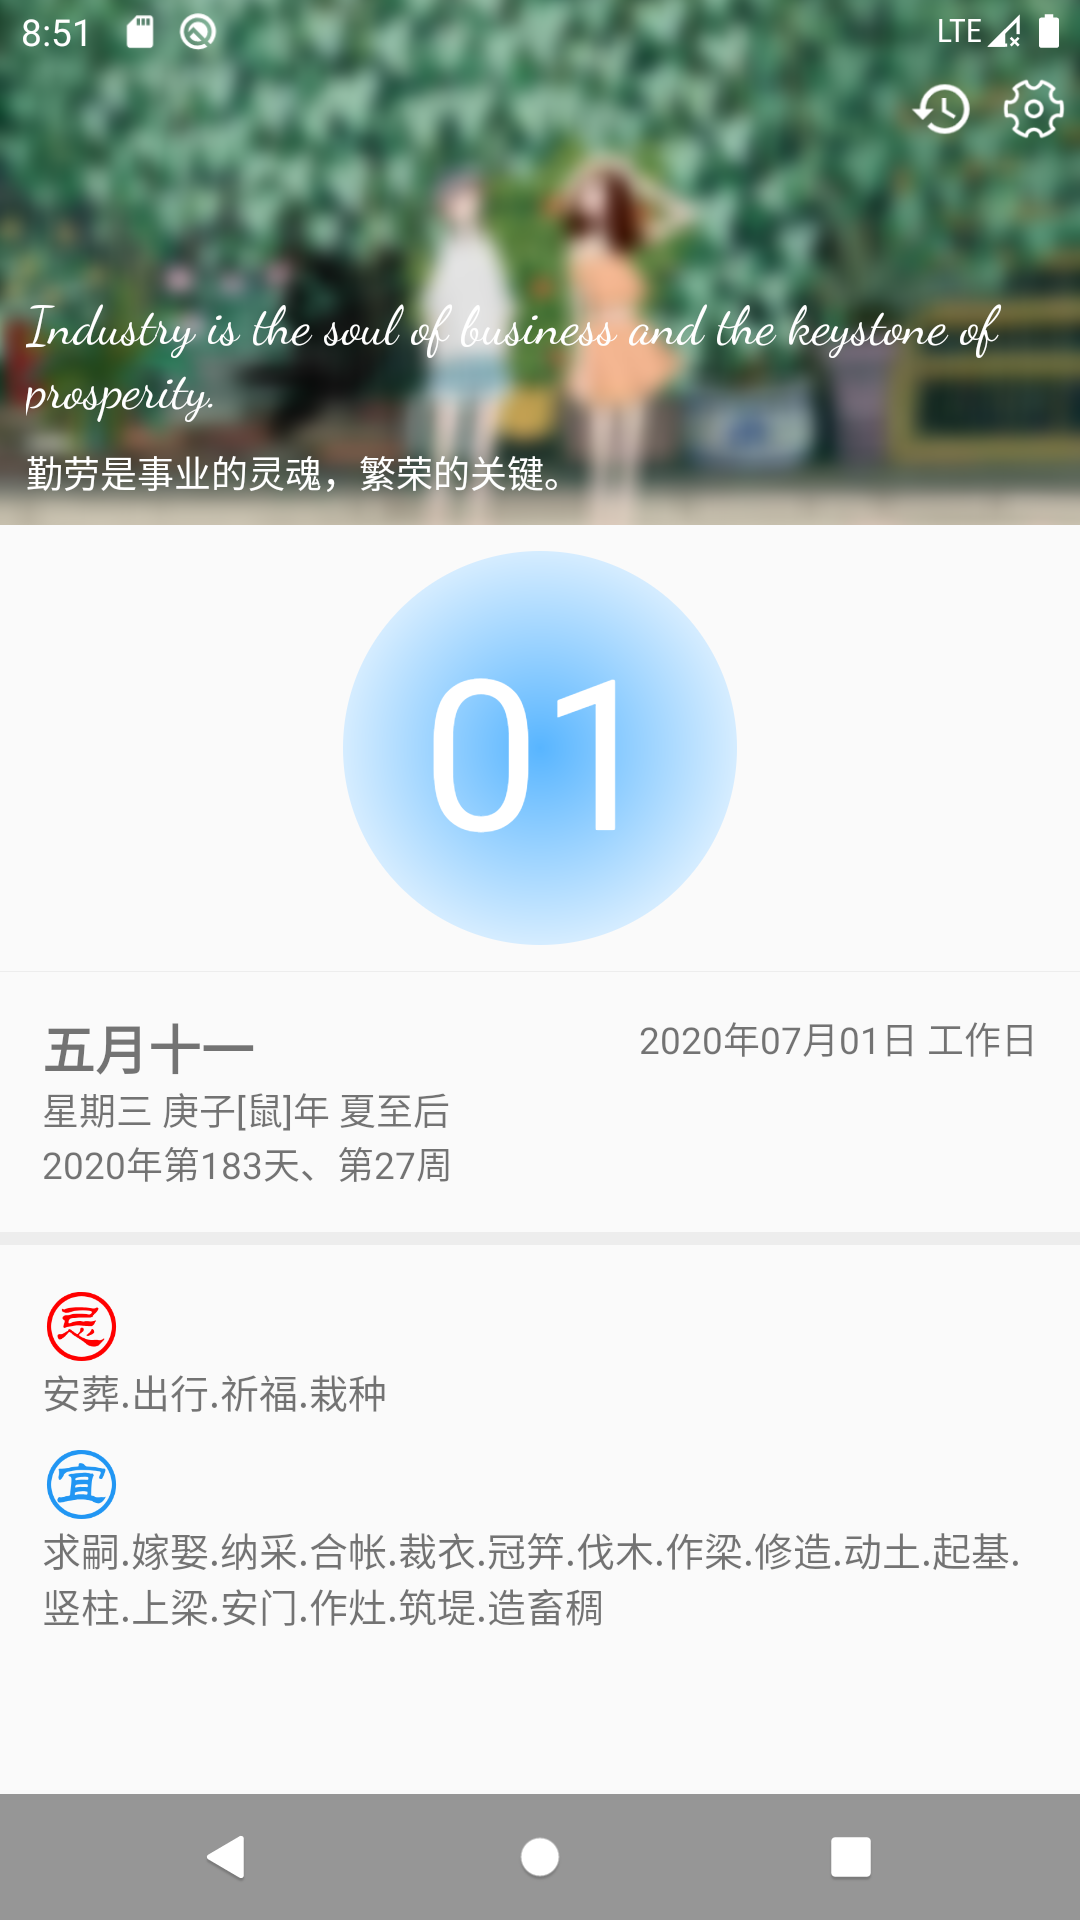 8:51
LTE
Industry is the soul of business and the keystone of
prosperity.
勤劳是事业的灵魂，繁荣的关键。
01
五月十一
2020年07月01日 工作日
星期三 庚子[鼠]年 夏至后
2020年第183天、第27周
忌
安葬.出行.祈福.栽种
宜
求嗣.嫁娶.纳采.合帐.裁衣.冠笄.伐木.作梁.修造.动土.起基.
竖柱.上梁.安门.作灶.筑堤.造畜稠